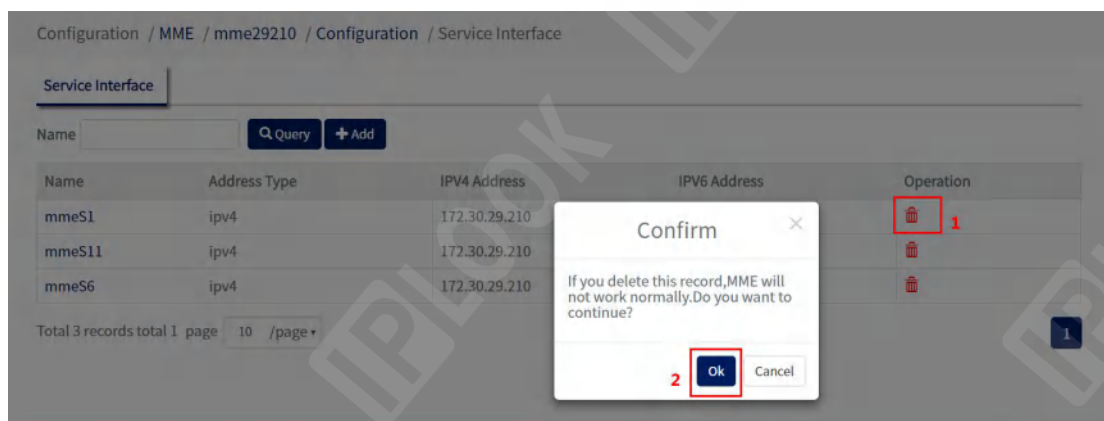 Configuration / MME / mme29210 / Configuration / Service Interface
Service Interface
Name Query + Add
Name Address Type IPV4 Address IPV6 Address Operation
mmeS1 ipv4 172.30.29.210 1
mmeS11 ipv4 172.30.29.210
mmeS6 ipv4 172.30.29.210
Confirm ×
If you delete this record,MME will
not work normally.Do you want to
continue?
2 Ok Cancel
Total 3 records total 1 page 10 /page 1
IPLOOK